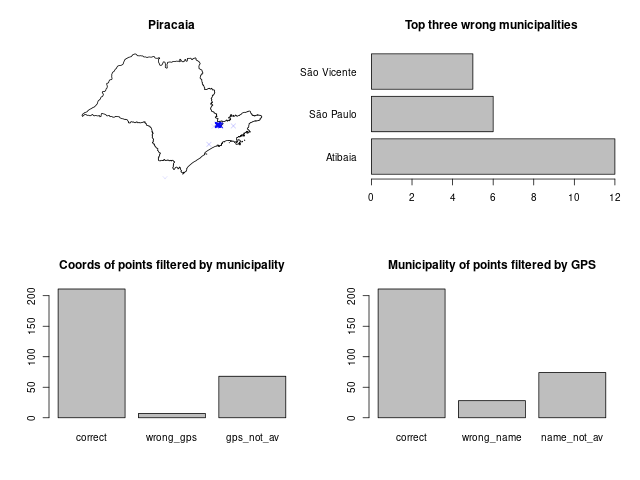 Piracaia
Top three wrong municipalities
São Vicente
São Paulo
Atibaia
0 2 4 6 8 10 12
Coords of points filtered by municipality
200
150
100
50
0
correct wrong_gps gps_not_av
Municipality of points filtered by GPS
200
150
100
50
0
correct wrong_name name_not_av